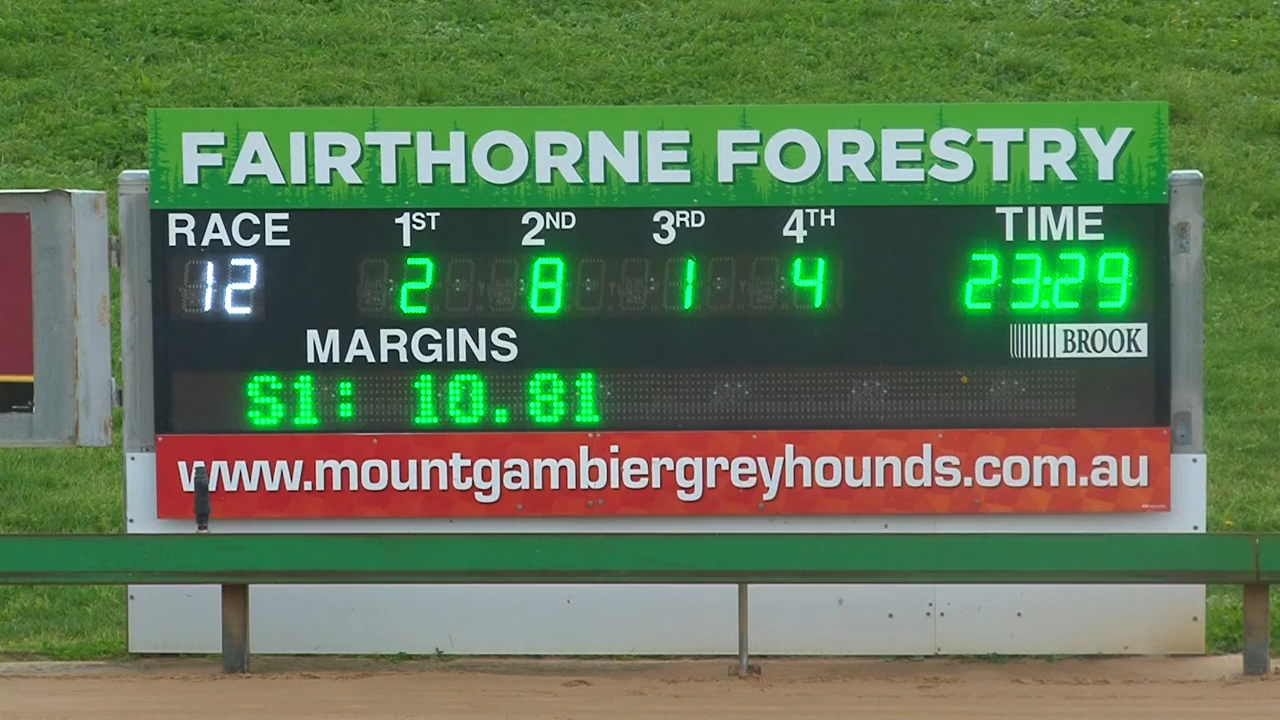 FAIRTHORNE FORESTRY
RACE 1ST 2ND 3RD 4TH TIME
12 2 8 1 4 23:29
MARGINS BROOK
S1: 10.81
www.mountgambiergreyhounds.com.au